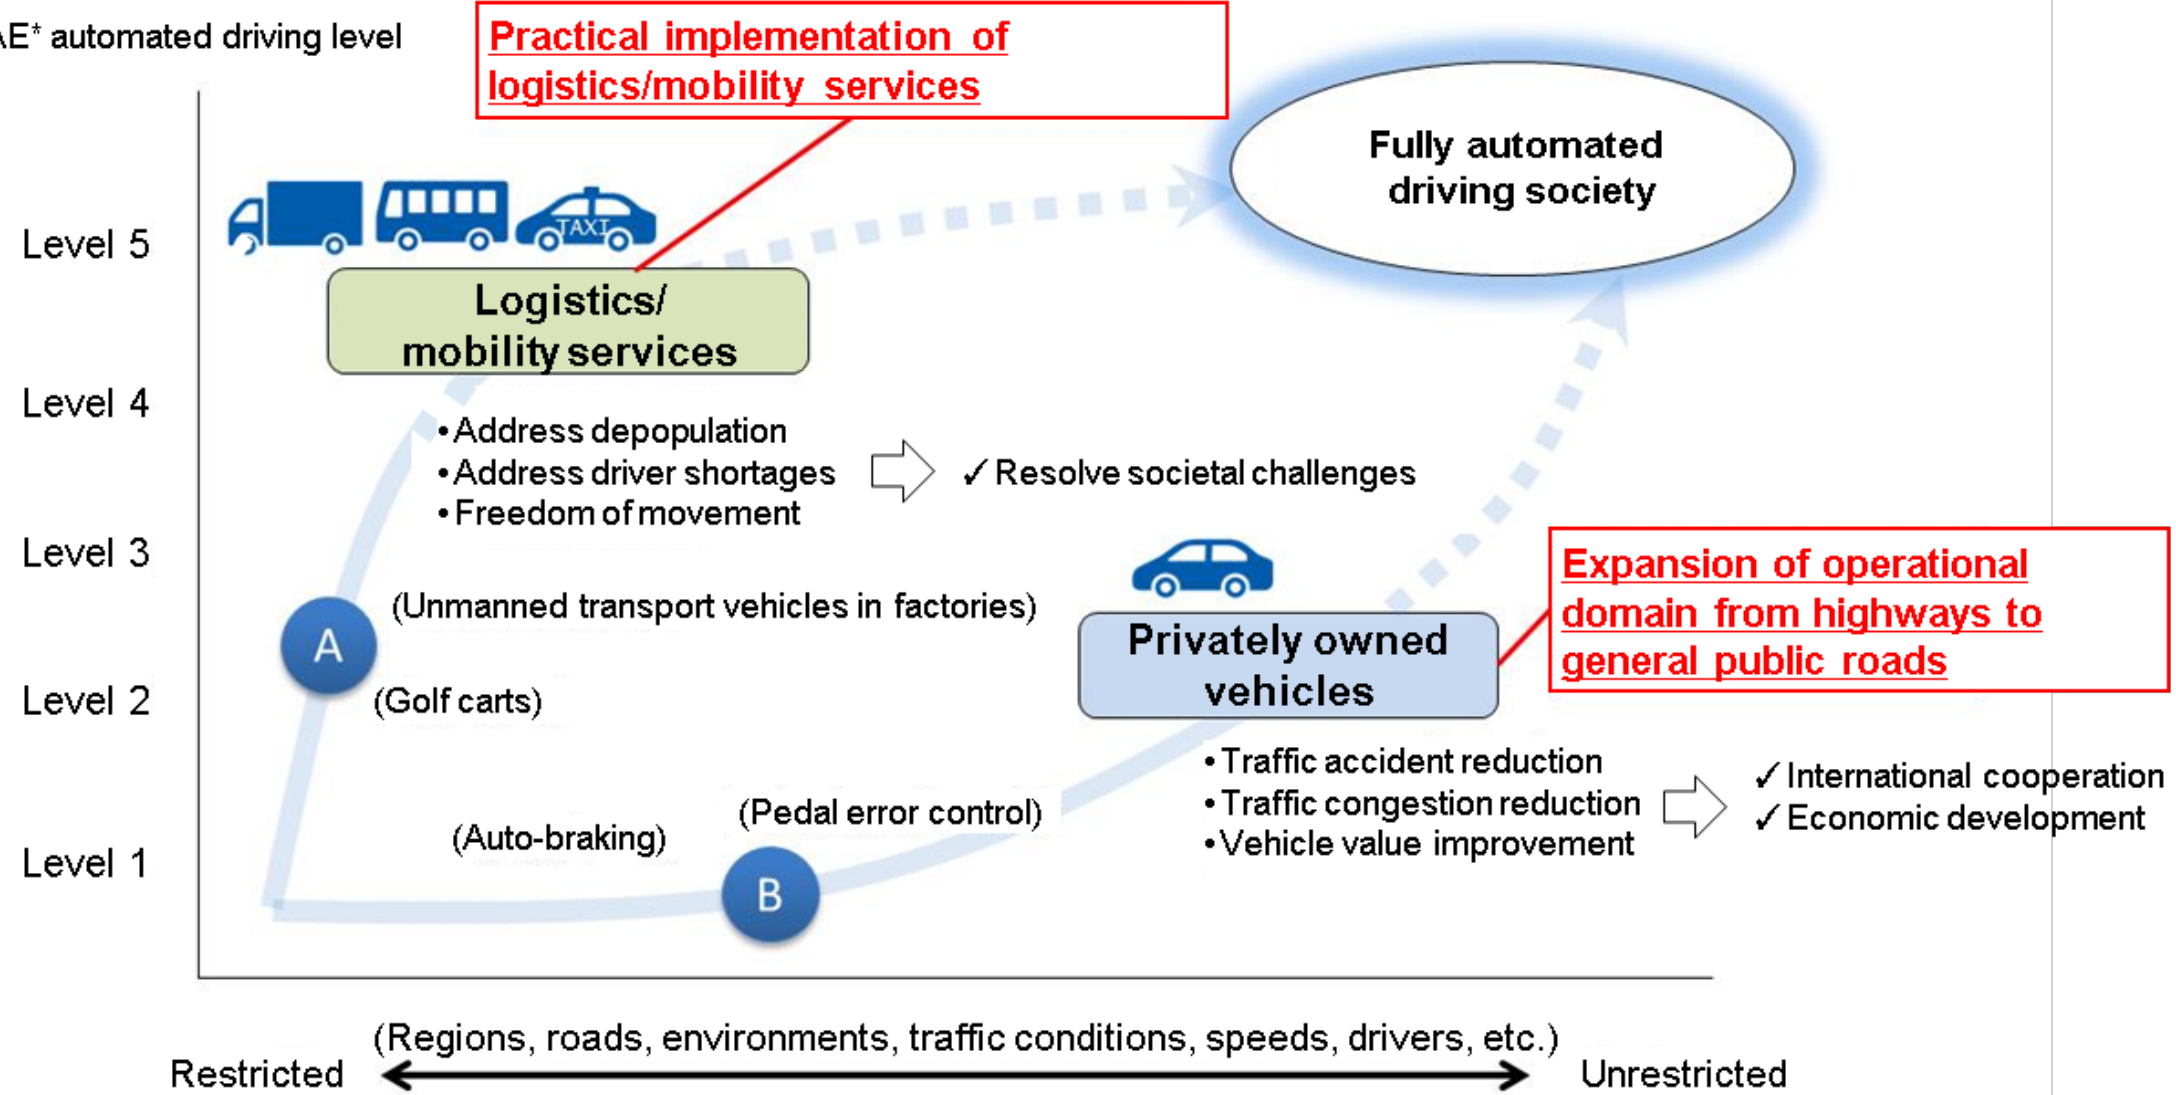 AE* automated driving level
Practical implementation of
logistics/mobility services
Fully automated
driving society
TAXI
Level 5
Logistics/
mobility services
Level 4
•Address depopulation
•Address driver shortages
•Freedom of movement
✓ Resolve societal challenges
Level 3
Expansion of operational
domain from highways to
general public roads
(Unmanned transport vehicles in factories)
A
Privately owned
vehicles
Level 2
(Golf carts)
•Traffic accident reduction
•Traffic congestion reduction
•Vehicle value improvement
✓ International cooperation
✓ Economic development
(Pedal error control)
(Auto-braking)
Level 1
B
(Regions, roads, environments, traffic conditions, speeds, drivers, etc.)
Restricted
Unrestricted